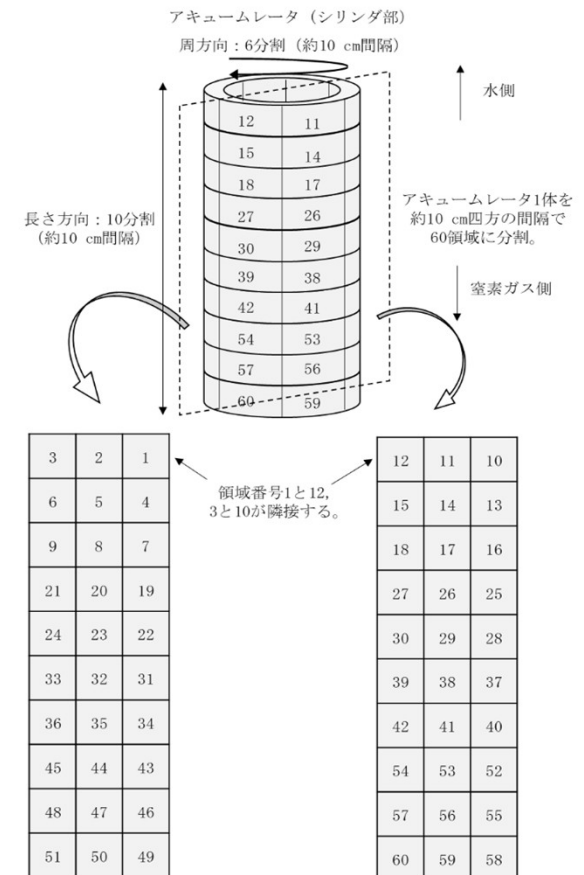 アキュームレータ（シリンダ部）
周方向：6分割（約10 cm間隔）
水側
12 11
15 14
18 17
27 26
30 29
39 38
42 41
54 53
57 56
60 59
長さ方向：10分割
（約10 cm間隔）
アキュームレータ1体を
約10 cm四方の間隔で
60領域に分割。
窒素ガス側
領域番号1と12,
3と10が隣接する。
3 2 1
6 5 4
9 8 7
21 20 19
24 23 22
33 32 31
36 35 34
45 44 43
48 47 46
51 50 49
12 11 10
15 14 13
18 17 16
27 26 25
30 29 28
39 38 37
42 41 40
54 53 52
57 56 55
60 59 58